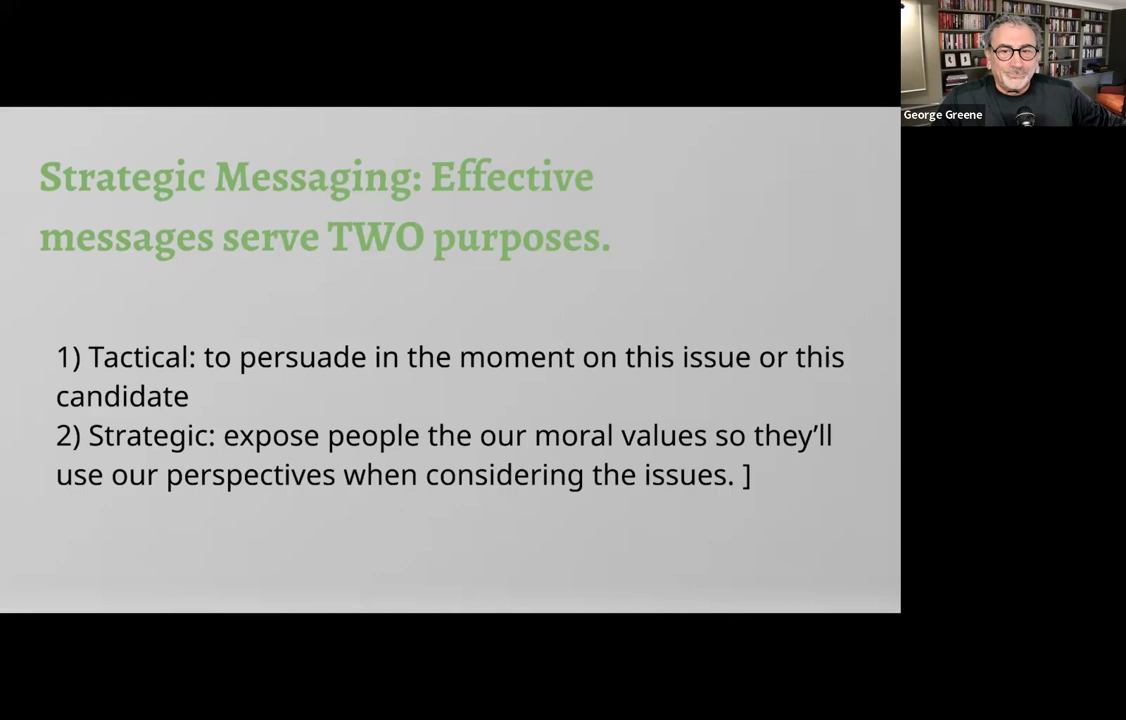 Strategic Messaging: Effective
messages serve TWO purposes.
1) Tactical: to persuade in the moment on this issue or this
candidate
2) Strategic: expose people the our moral values so they’ll
use our perspectives when considering the issues. ]
George Greene